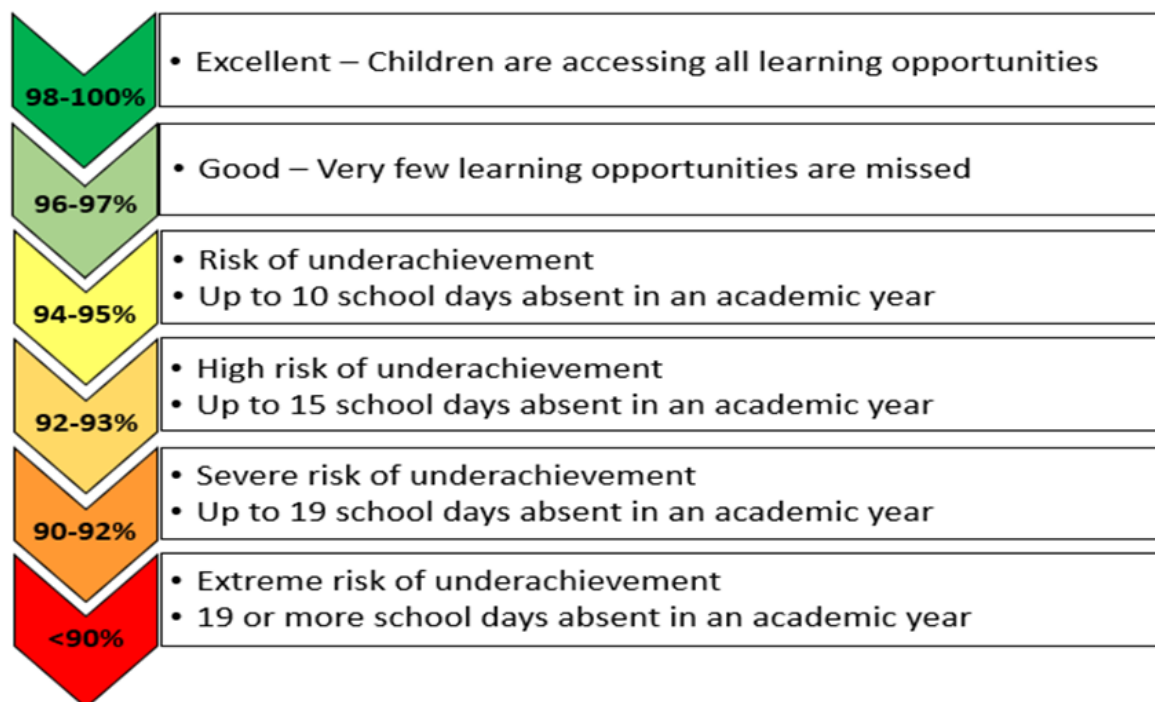 98-100%
• Excellent – Children are accessing all learning opportunities
96-97%
• Good – Very few learning opportunities are missed
94-95%
• Risk of underachievement
• Up to 10 school days absent in an academic year
92-93%
• High risk of underachievement
• Up to 15 school days absent in an academic year
90-92%
• Severe risk of underachievement
• Up to 19 school days absent in an academic year
<90%
• Extreme risk of underachievement
• 19 or more school days absent in an academic year